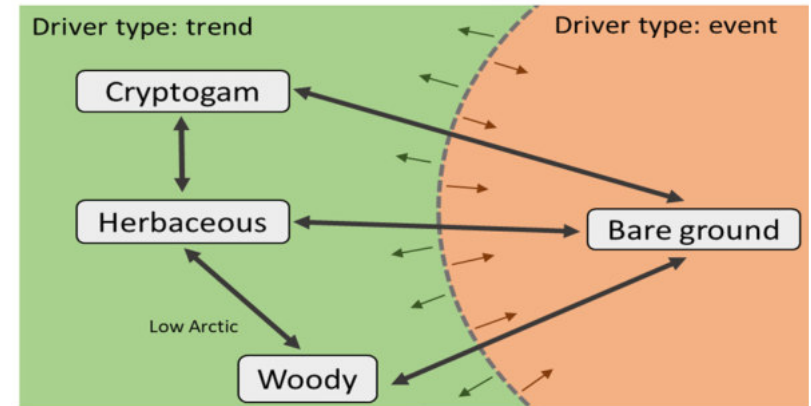 Driver type: trend
Driver type: event
Cryptogam
Herbaceous
Bare ground
Low Arctic
Woody